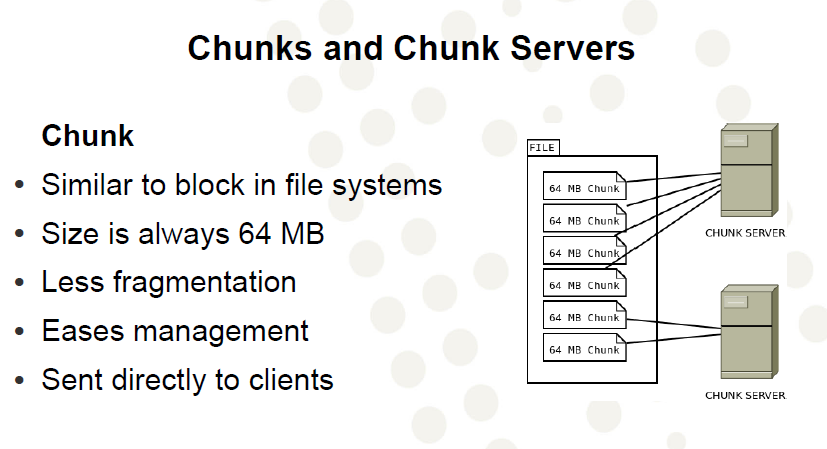 Chunks and Chunk Servers
Chunk
• Similar to block in file systems
• Size is always 64 MB
• Less fragmentation
• Eases management
• Sent directly to clients
FILE
64 MB Chunk
64 MB Chunk
64 MB Chunk
64 MB Chunk
64 MB Chunk
64 MB Chunk
CHUNK SERVER
CHUNK SERVER